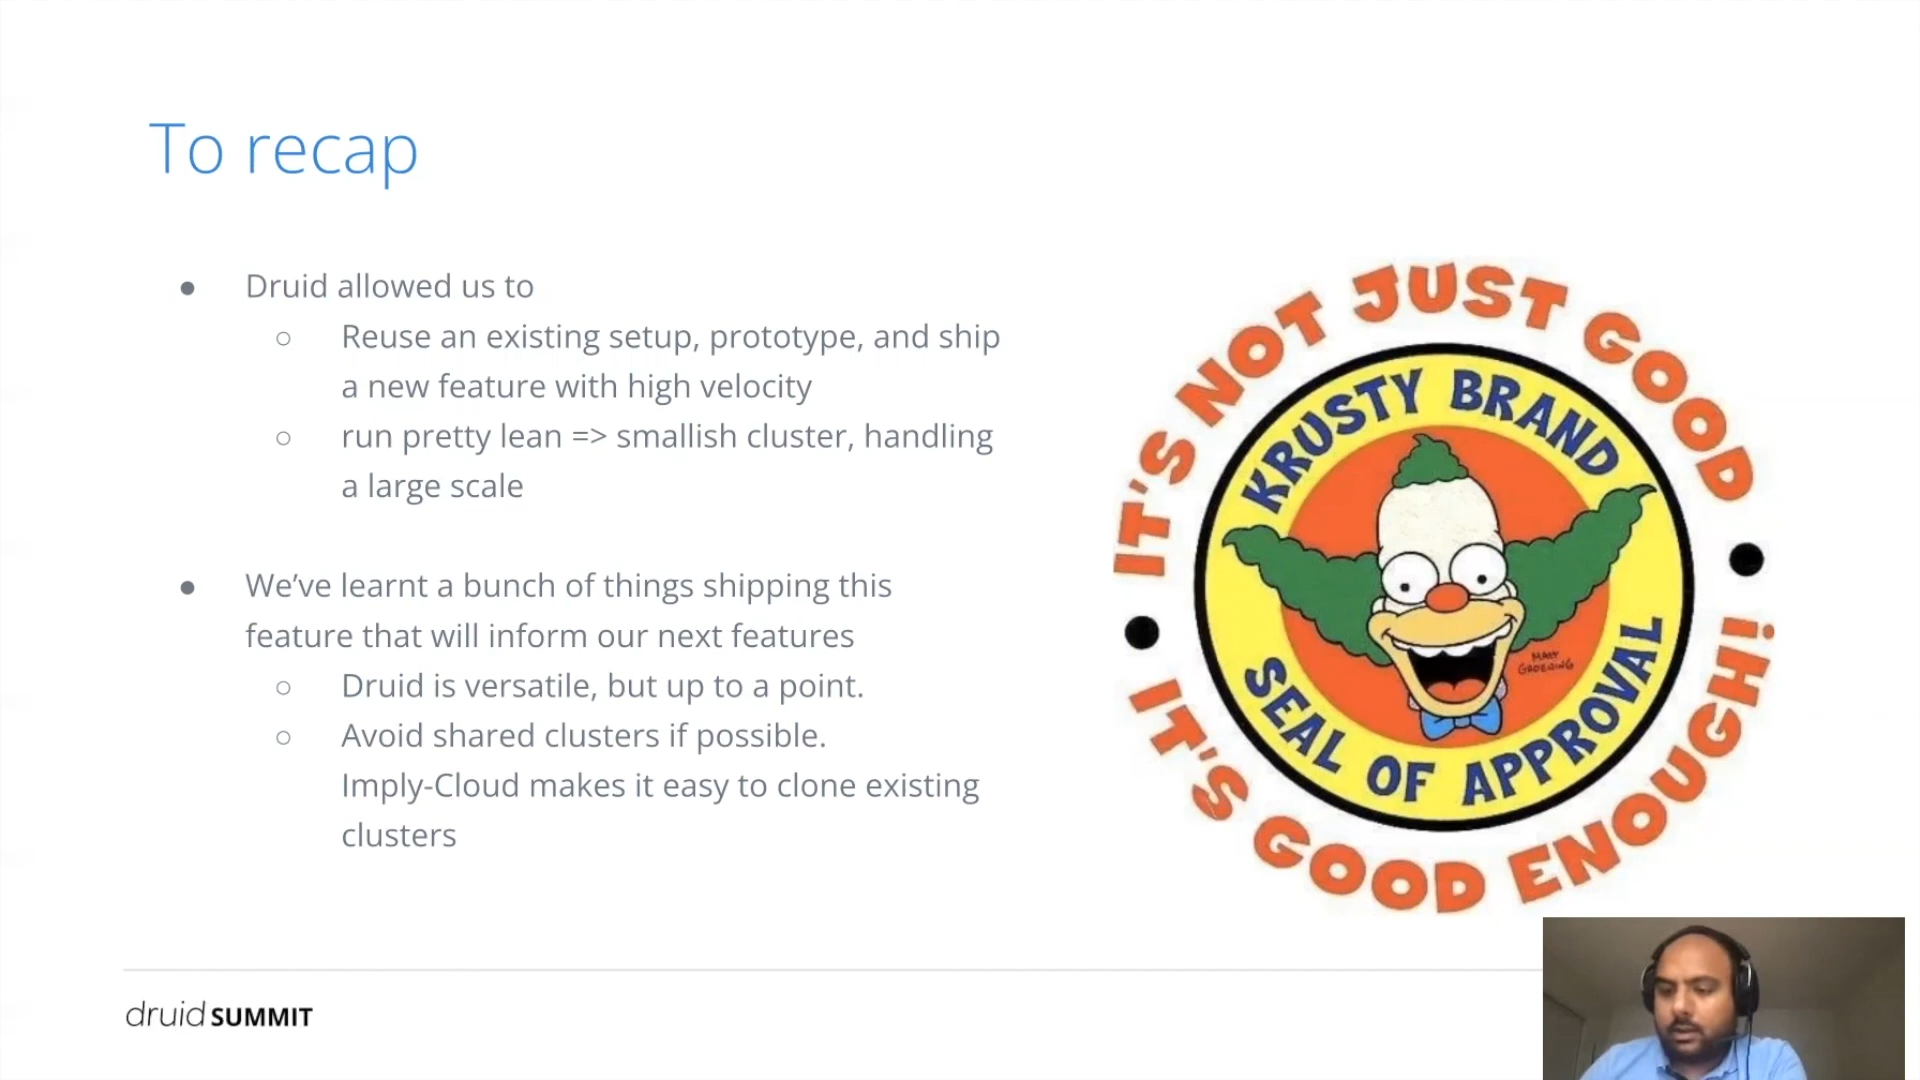 To recap
● Druid allowed us to
○ Reuse an existing setup, prototype, and ship
a new feature with high velocity
○ run pretty lean => smallish cluster, handling
a large scale
● We’ve learnt a bunch of things shipping this
feature that will inform our next features
○ Druid is versatile, but up to a point.
○ Avoid shared clusters if possible.
Imply-Cloud makes it easy to clone existing
clusters
IT'S NOT JUST GOOD
KRUSTY BRAND
MATT
GROENING
SEAL OF APPROVAL
IT'S GOOD ENOUGH!
druid SUMMIT